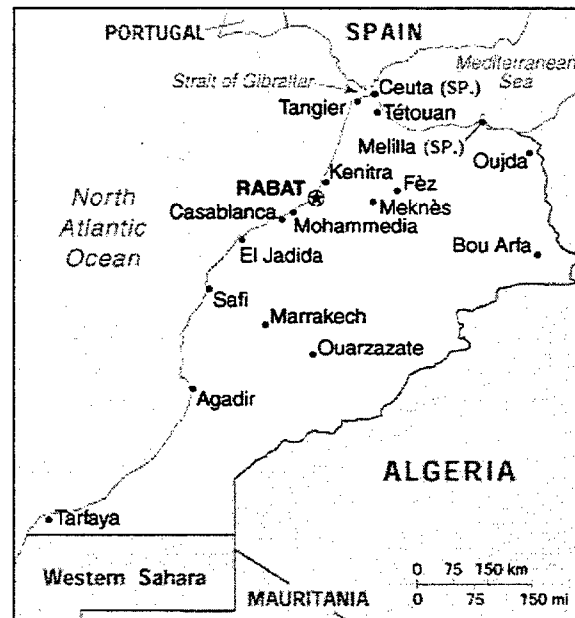 PORTUGAL
SPAIN
Strait of Gibraltar
Mediterranean
Sea
Ceuta (SP.)
Tangier
Tétouan
Melilla (SP.)
Oujda
Kenitra
RABAT
Fèz
Meknès
North
Atlantic
Ocean
Casablanca
Mohammedia
El Jadida
Bou Arfa
Safi
Marrakech
Ouarzazate
Agadir
ALGERIA
Tarfaya
Western Sahara
MAURITANIA
0 75 150 km
0 75 150 mi